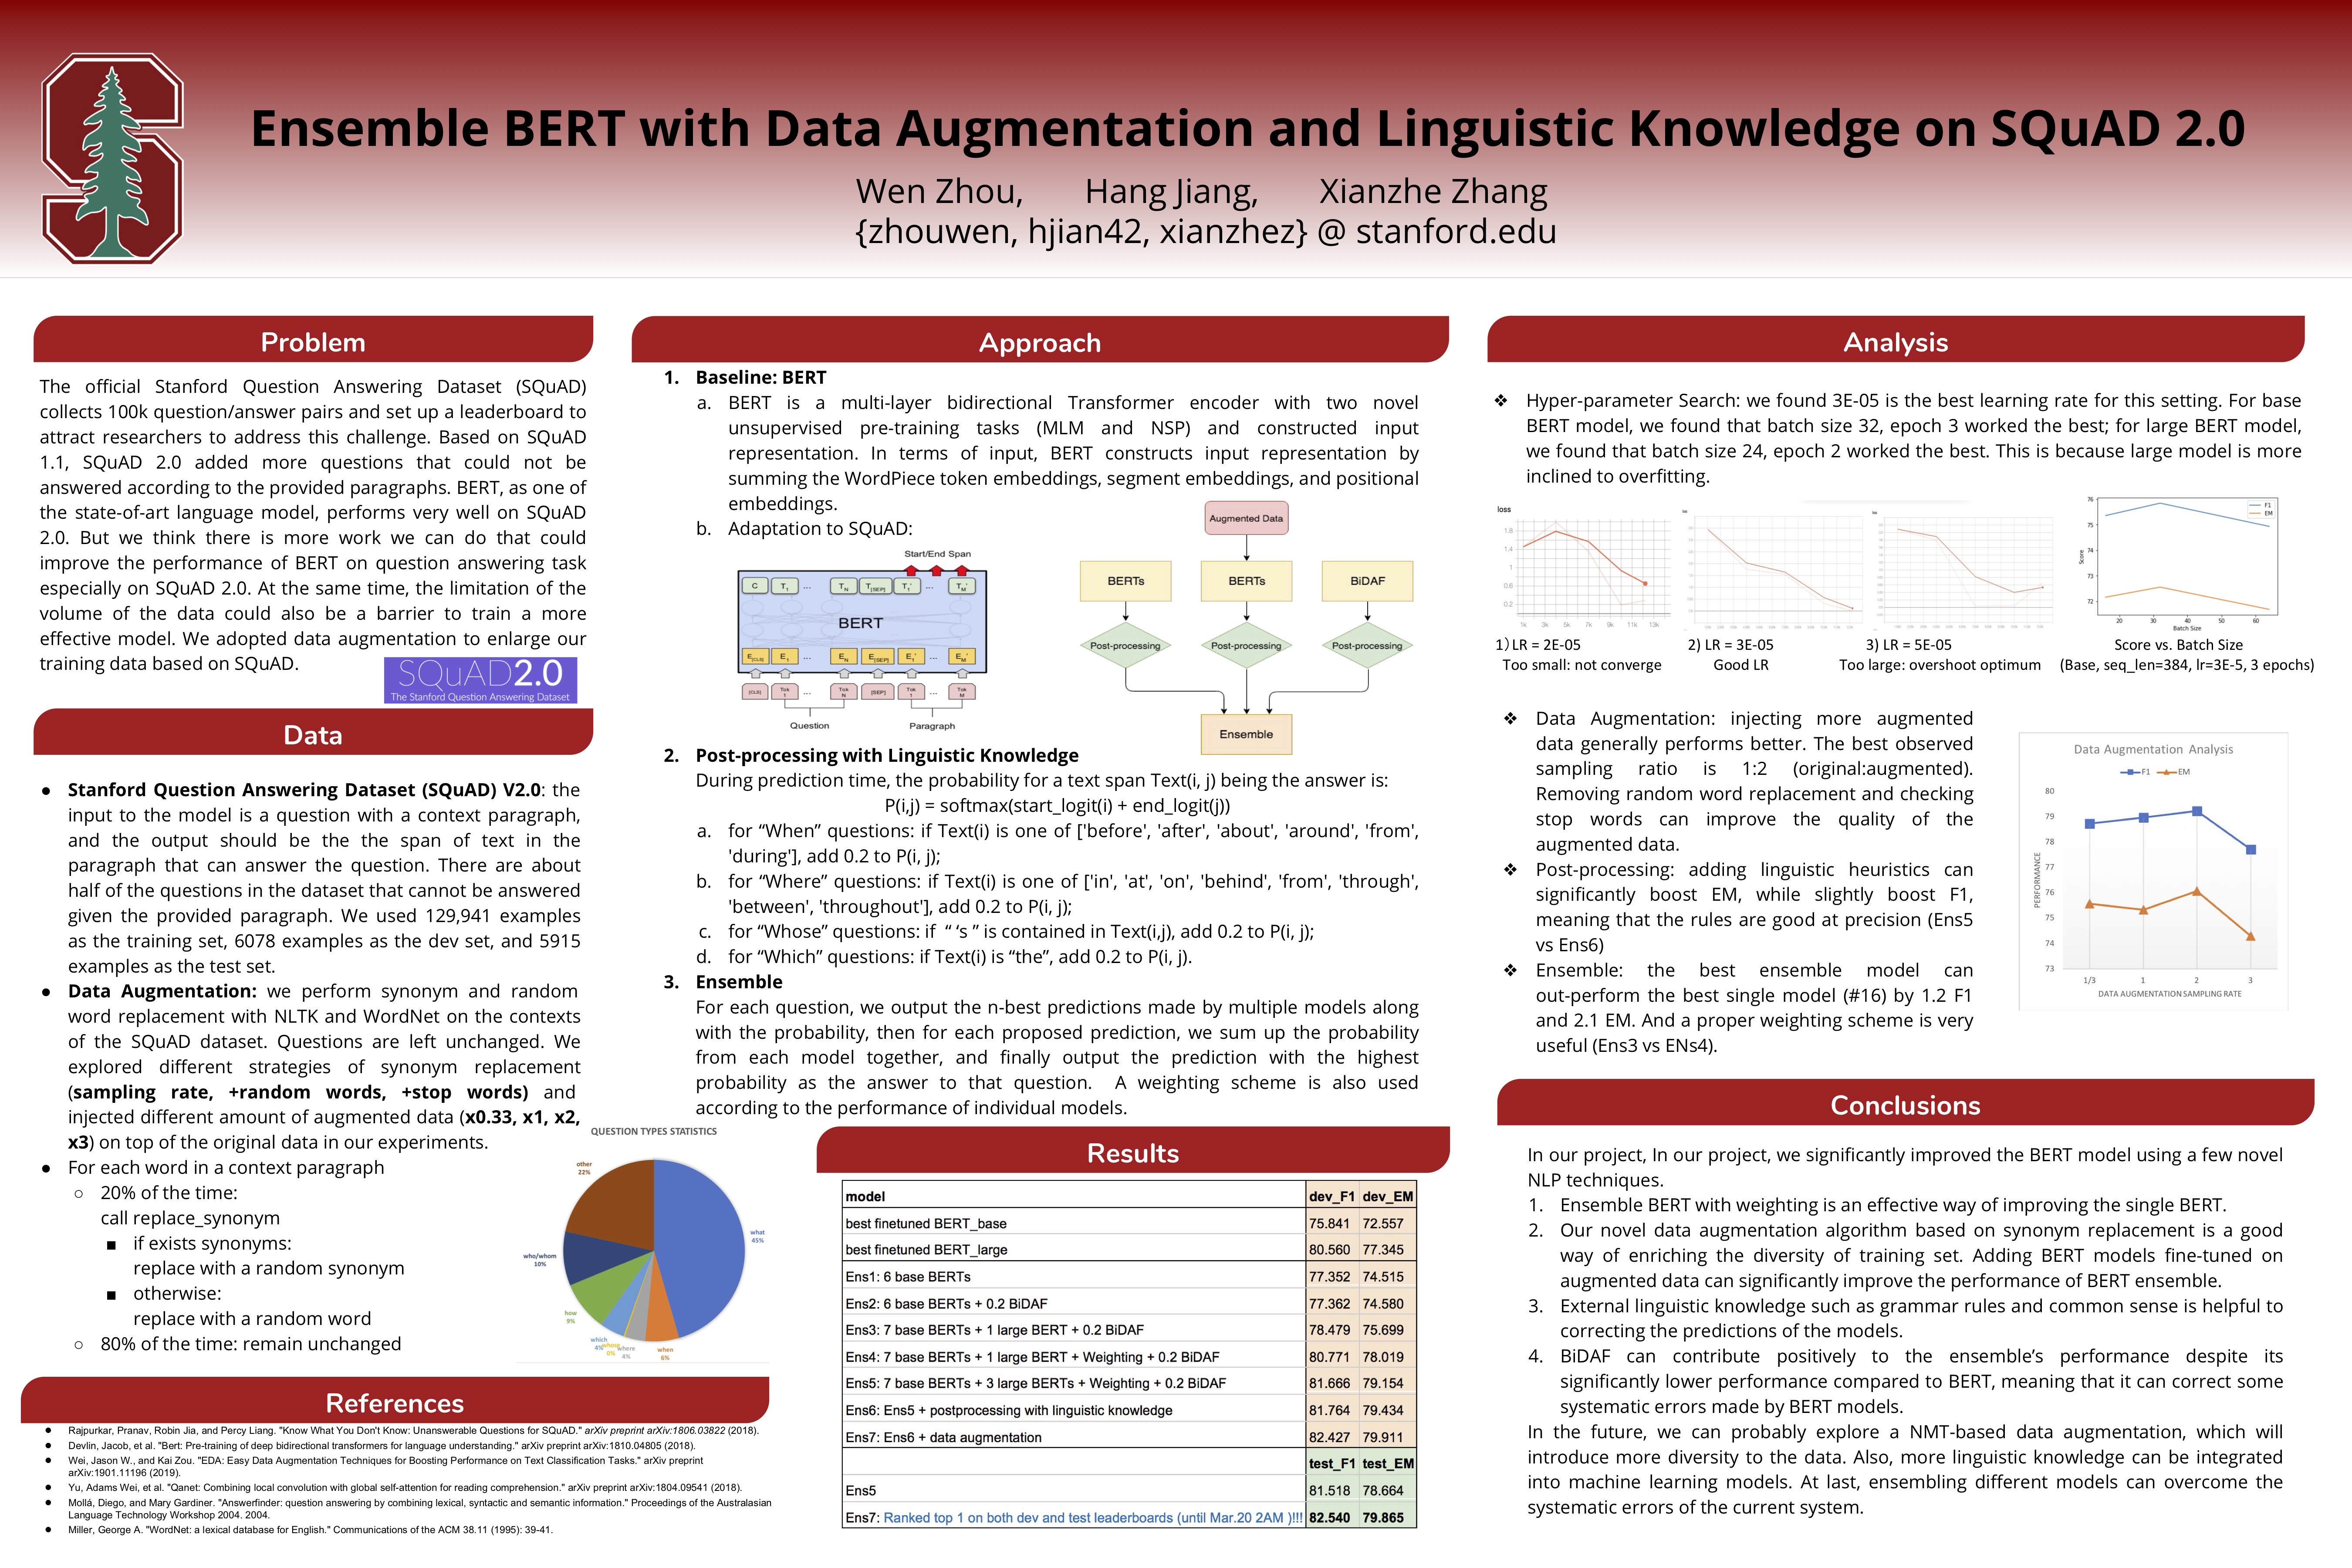 Ensemble BERT with Data Augmentation and Linguistic Knowledge on SQuAD 2.0
Wen Zhou, Hang Jiang, Xianzhe Zhang
{zhouwen, hjian42, xianzhez} @ stanford.edu
Problem
The official Stanford Question Answering Dataset (SQuAD)
collects 100k question/answer pairs and set up a leaderboard to
attract researchers to address this challenge. Based on SQuAD
1.1, SQuAD 2.0 added more questions that could not be
answered according to the provided paragraphs. BERT, as one of
the state-of-art language model, performs very well on SQuAD
2.0. But we think there is more work we can do that could
improve the performance of BERT on question answering task
especially on SQuAD 2.0. At the same time, the limitation of the
volume of the data could also be a barrier to train a more
effective model. We adopted data augmentation to enlarge our
training data based on SQuAD.
SQuAD2.0
The Stanford Question Answering Dataset
Data
● Stanford Question Answering Dataset (SQuAD) V2.0: the
input to the model is a question with a context paragraph,
and the output should be the the span of text in the
paragraph that can answer the question. There are about
half of the questions in the dataset that cannot be answered
given the provided paragraph. We used 129,941 examples
as the training set, 6078 examples as the dev set, and 5915
examples as the test set.
● Data Augmentation: we perform synonym and random
word replacement with NLTK and WordNet on the contexts
of the SQuAD dataset. Questions are left unchanged. We
explored different strategies of synonym replacement
(sampling rate, +random words, +stop words) and
injected different amount of augmented data (x0.33, x1, x2,
x3) on top of the original data in our experiments.
● For each word in a context paragraph
○ 20% of the time:
call replace_synonym
■ if exists synonyms:
replace with a random synonym
■ otherwise:
replace with a random word
○ 80% of the time: remain unchanged
QUESTION TYPES STATISTICS
other
22%
what
45%
who/whom
10%
how
9%
which
4%
whose
0%
where
4%
when
6%
References
● Rajpurkar, Pranav, Robin Jia, and Percy Liang. "Know What You Don't Know: Unanswerable Questions for SQuAD." arXiv preprint arXiv:1806.03822 (2018).
● Devlin, Jacob, et al. "Bert: Pre-training of deep bidirectional transformers for language understanding." arXiv preprint arXiv:1810.04805 (2018).
● Wei, Jason W., and Kai Zou. "EDA: Easy Data Augmentation Techniques for Boosting Performance on Text Classification Tasks." arXiv preprint
arXiv:1901.11196 (2019).
● Yu, Adams Wei, et al. "Qanet: Combining local convolution with global self-attention for reading comprehension." arXiv preprint arXiv:1804.09541 (2018).
● Mollá, Diego, and Mary Gardiner. "Answerfinder: question answering by combining lexical, syntactic and semantic information." Proceedings of the Australasian
Language Technology Workshop 2004. 2004.
● Miller, George A. "WordNet: a lexical database for English." Communications of the ACM 38.11 (1995): 39-41.
Approach
1. Baseline: BERT
a. BERT is a multi-layer bidirectional Transformer encoder with two novel
unsupervised pre-training tasks (MLM and NSP) and constructed input
representation. In terms of input, BERT constructs input representation by
summing the WordPiece token embeddings, segment embeddings, and positional
embeddings.
b. Adaptation to SQuAD:
Start/End Span
C T1 ... TN T[SEP] T1' ... TM'
BERT
E[CLS] E1 ... EN E[SEP] E1' ... EM'
[CLS] Tok 1 ... Tok N [SEP] Tok 1 ... Tok M
Question Paragraph
Augmented Data
BERTs BERTs BiDAF
Post-processing Post-processing Post-processing
Ensemble
2. Post-processing with Linguistic Knowledge
During prediction time, the probability for a text span Text(i, j) being the answer is:
P(i,j) = softmax(start_logit(i) + end_logit(j))
a. for “When” questions: if Text(i) is one of ['before', 'after', 'about', 'around', 'from',
'during'], add 0.2 to P(i, j);
b. for “Where” questions: if Text(i) is one of ['in', 'at', 'on', 'behind', 'from', 'through',
'between', 'throughout'], add 0.2 to P(i, j);
c. for “Whose” questions: if “ ‘s ” is contained in Text(i,j), add 0.2 to P(i, j);
d. for “Which” questions: if Text(i) is “the”, add 0.2 to P(i, j).
3. Ensemble
For each question, we output the n-best predictions made by multiple models along
with the probability, then for each proposed prediction, we sum up the probability
from each model together, and finally output the prediction with the highest
probability as the answer to that question. A weighting scheme is also used
according to the performance of individual models.
Results
model dev_F1 dev_EM
best finetuned BERT_base 75.841 72.557
best finetuned BERT_large 80.560 77.345
Ens1: 6 base BERTs 77.352 74.515
Ens2: 6 base BERTs + 0.2 BiDAF 77.362 74.580
Ens3: 7 base BERTs + 1 large BERT + 0.2 BiDAF 78.479 75.699
Ens4: 7 base BERTs + 1 large BERT + Weighting + 0.2 BiDAF 80.771 78.019
Ens5: 7 base BERTs + 3 large BERTs + Weighting + 0.2 BiDAF 81.666 79.154
Ens6: Ens5 + postprocessing with linguistic knowledge 81.764 79.434
Ens7: Ens6 + data augmentation 82.427 79.911
test_F1 test_EM
Ens5 81.518 78.664
Ens7: Ranked top 1 on both dev and test leaderboards (until Mar.20 2AM )!!! 82.540 79.865
Analysis
❖ Hyper-parameter Search: we found 3E-05 is the best learning rate for this setting. For base
BERT model, we found that batch size 32, epoch 3 worked the best; for large BERT model,
we found that batch size 24, epoch 2 worked the best. This is because large model is more
inclined to overfitting.
loss
1.8
1.4
1
0.6
0.2
1k 3k 5k 7k 9k 11k 13k
1) LR = 2E-05
Too small: not converge
2) LR = 3E-05
Good LR
3) LR = 5E-05
Too large: overshoot optimum
F1
EM
76
75
74
73
72
Score
20 30 40 50 60
Batch Size
Score vs. Batch Size
(Base, seq_len=384, lr=3E-5, 3 epochs)
❖ Data Augmentation: injecting more augmented
data generally performs better. The best observed
sampling ratio is 1:2 (original:augmented).
Removing random word replacement and checking
stop words can improve the quality of the
augmented data.
❖ Post-processing: adding linguistic heuristics can
significantly boost EM, while slightly boost F1,
meaning that the rules are good at precision (Ens5
vs Ens6)
❖ Ensemble: the best ensemble model can
out-perform the best single model (#16) by 1.2 F1
and 2.1 EM. And a proper weighting scheme is very
useful (Ens3 vs ENs4).
Data Augmentation Analysis
F1 EM
80
79
78
77
76
75
74
73
PERFORMANCE
1/3 1 2 3
DATA AUGMENTATION SAMPLING RATE
Conclusions
In our project, In our project, we significantly improved the BERT model using a few novel
NLP techniques.
1. Ensemble BERT with weighting is an effective way of improving the single BERT.
2. Our novel data augmentation algorithm based on synonym replacement is a good
way of enriching the diversity of training set. Adding BERT models fine-tuned on
augmented data can significantly improve the performance of BERT ensemble.
3. External linguistic knowledge such as grammar rules and common sense is helpful to
correcting the predictions of the models.
4. BiDAF can contribute positively to the ensemble’s performance despite its
significantly lower performance compared to BERT, meaning that it can correct some
systematic errors made by BERT models.
In the future, we can probably explore a NMT-based data augmentation, which will
introduce more diversity to the data. Also, more linguistic knowledge can be integrated
into machine learning models. At last, ensembling different models can overcome the
systematic errors of the current system.